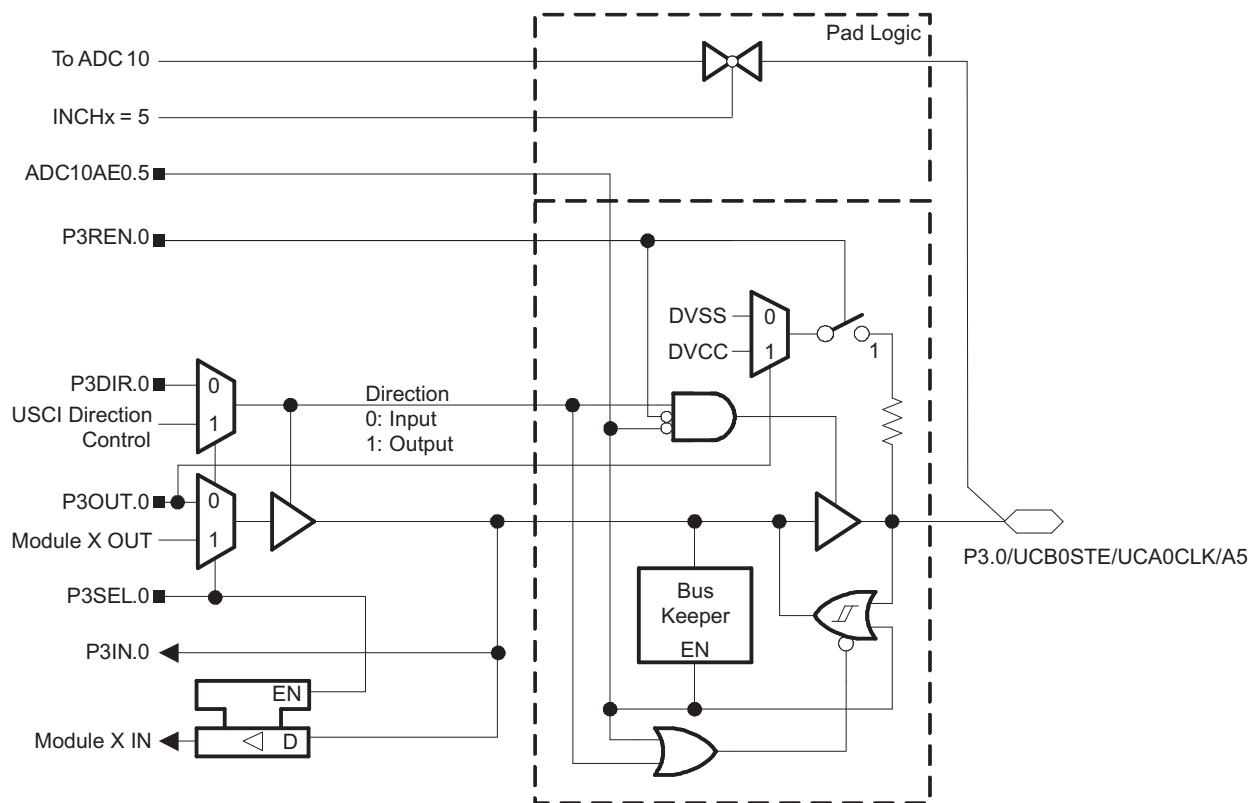 Pad Logic
To ADC 10
INCHx = 5
ADC10AE0.5
P3REN.0
DVSS
0
DVCC
1
1
P3DIR.0
0
USCI Direction
Control
1
Direction
0: Input
1: Output
P3OUT.0
0
Module X OUT
1
P3.0/UCB0STE/UCA0CLK/A5
P3SEL.0
Bus
Keeper
EN
P3IN.0
EN
Module X IN
D